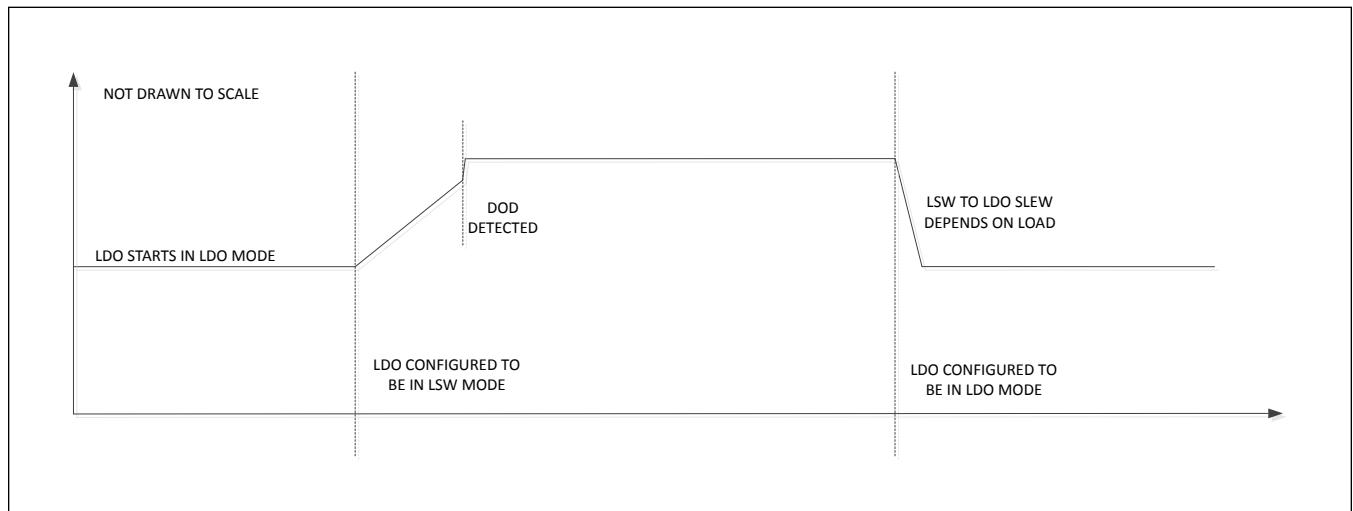 NOT DRAWN TO SCALE
DOD
DETECTED
LSW TO LDO SLEW
DEPENDS ON LOAD
LDO STARTS IN LDO MODE
LDO CONFIGURED TO
BE IN LSW MODE
LDO CONFIGURED TO
BE IN LDO MODE